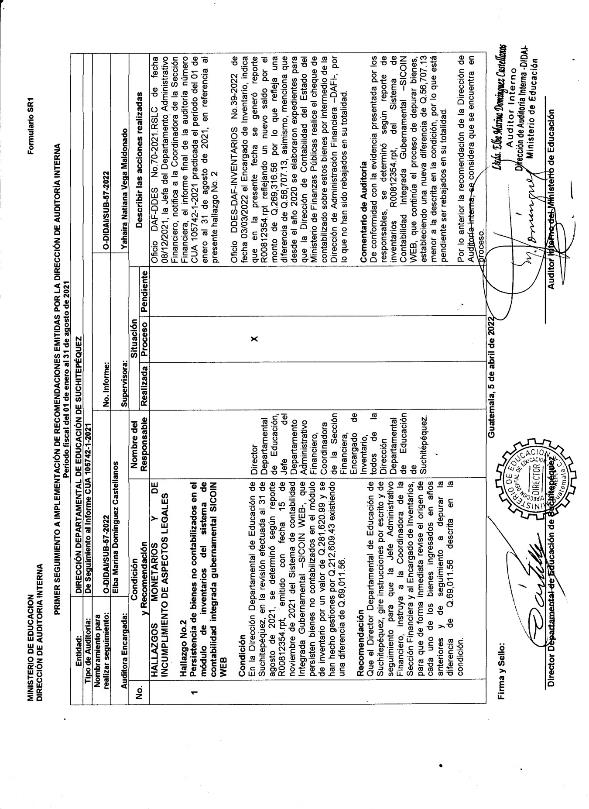 MINISTERIO DE EDUCACIÓN
DIRECCIÓN DE AUDITORIA INTERNA
Formulario SR1
PRIMER SEGUIMIENTO A IMPLEMENTACIÓN DE RECOMENDACIONES EMITIDAS POR LA DIRECCIÓN DE AUDITORIA INTERNA
Periodo fiscal del 01 de enero al 31 de agosto de 2021
Entidad: DIRECCIÓN DEPARTAMENTAL DE EDUCACIÓN DE SUCHITEPÉQUEZ
Tipo de Auditoría: De Seguimiento al Informe CUA 105742-1-2021
Nombramiento para realizar seguimiento: O-DIDAI/SUB-57-2022
No. Informe: O-DIDAI/SUB-57-2022
Auditora Encargada: Elba Marina Domínguez Castellanos
Supervisora: Yahaira Natiana Vega Maldonado
No.
Condición y Recomendación
Nombre del Responsable
Situación
Realizada Proceso Pendiente
Describir las acciones realizadas
HALLAZGOS MONETARIOS DE
INCUMPLIMIENTO DE ASPECTOS LEGALES
Hallazgo No.2
1 Persistencia de bienes no contabilizados en el
módulo de inventarios del sistema de
contabilidad integrada gubernamental SICOIN
WEB
Condición
En la Dirección Departamental de Educación de
Suchitepéquez, en la revisión efectuada al 31 de
agosto de 2021, se determinó según reporte
R00812354.rpt, emitido con fecha 15 de
noviembre de 2021 del Sistema de contabilidad
Integrada Gubernamental –SICOIN WEB-, que
persisten bienes no contabilizados en el módulo
de inventario por un valor de Q.281,620.99 y se
han hecho gestiones por Q.212,609.43 existiendo
una diferencia de Q.69,011.56.
Recomendación
Que el Director Departamental de Educación de
Suchitepéquez, gire instrucciones por escrito y de
seguimiento para que la Jefe Administrativo
Financiero, instruya a la Coordinadora de la
Sección Financiera y al Encargado de Inventarios,
para que de forma inmediata revise el origen de
cada uno de los bienes ingresados en años
anteriores y de seguimiento a depurar la
diferencia de Q.69,011.56 descrita en la
condición.
Director
Departamental
de Educación,
Jefe del
Departamento
Administrativo
Financiero,
Coordinadora
de la Sección
Financiera,
Encargado de
Inventario,
todos de la
Dirección
Departamental
de Educación
de
Suchitepéquez.
X
Oficio DAF-DDES No.70-2021.RSLC de fecha
08/12/2021, la Jefa del Departamento Administrativo
Financiero, notifica a la Coordinadora de la Sección
Financiera, el informe final de la auditoria número
CUA 105742-1-2021 practicada el periodo del 01 de
enero al 31 de agosto de 2021, en referencia al
presente hallazgo No. 2
Oficio DDES-DAF-INVENTARIOS No.39-2022 de
fecha 03/03/2022 el Encargado de Inventario, indica
que en la presente fecha se generó reporte
R00812354.rpt reflejando un nuevo saldo por el
monto de Q.269,316.56 por lo que refleja una
diferencia de Q.56,707.13, asimismo, menciona que
desde el año 2020 se elaboraron expedientes para
que la Dirección de Contabilidad del Estado del
Ministerio de Finanzas Públicas realice el cheque de
contabilizado sobre estos bienes por intermedio de la
Dirección de Administración Financiera –DAFI-, por
lo que no han sido rebajados en su totalidad.
Comentario de Auditoría
De conformidad con la evidencia presentada por los
responsables, se determinó según reporte de
inventarios R00812354.rpt, del Sistema de
Contabilidad Integrada Gubernamental –SICOIN
WEB, que continúa el proceso de depurar bienes,
estableciendo una nueva diferencia de Q.56,707.13
menor a la descrita en la condición, por lo que está
pendiente ser rebajados en su totalidad.
Por lo anterior la recomendación de la Dirección de
Auditoría Interna, se considera que se encuentra en
proceso.
Guatemala, 5 de abril de 2022
Firma y Sello:
DIRECTOR
Director Departamental de Educación de Suchitepéquez
Licda. Elba Marina Domínguez Castellanos
Auditor Interno
Dirección de Auditoría Interna -DIDAI-
Ministerio de Educación
Auditor Interno del Ministerio de Educación